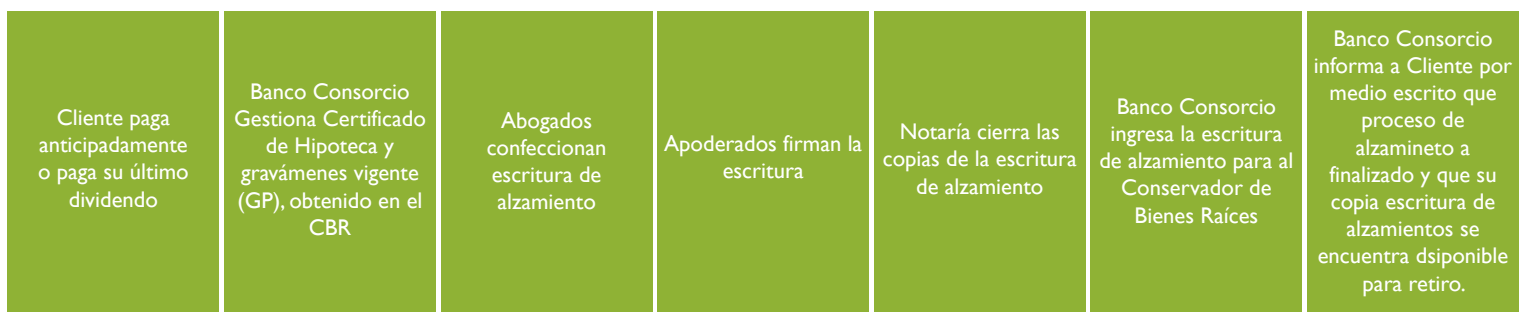 Cliente paga
anticipadamente
o paga su último
dividendo
Banco Consorcio
Gestiona Certificado
de Hipoteca y
gravámenes vigente
(GP), obtenido en el
CBR
Abogados
confeccionan
escritura de
alzamiento
Apoderados firman la
escritura
Notaría cierra las
copias de la escritura
de alzamiento
Banco Consorcio
ingresa la escritura
de alzamiento para al
Conservador de
Bienes Raíces
Banco Consorcio
informa a Cliente por
medio escrito que
proceso de
alzamineto a
finalizado y que su
copia escritura de
alzamientos se
encuentra dsiponible
para retiro.